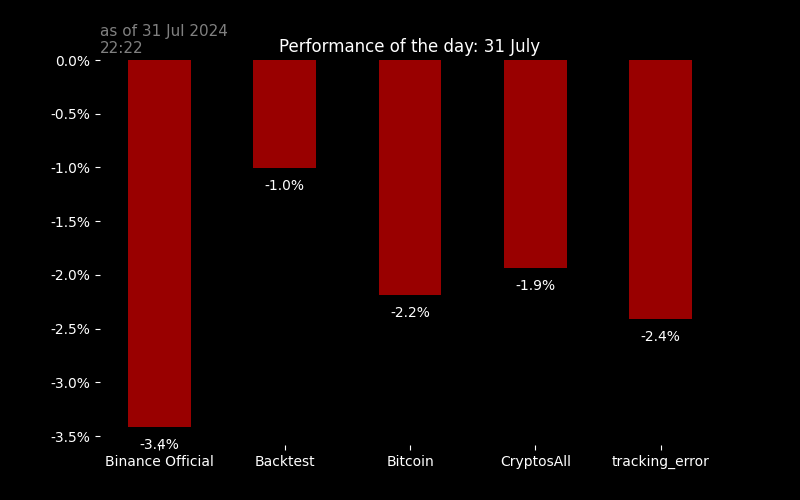 as of 31 Jul 2024
22:22
Performance of the day: 31 July
0.0%
-0.5%
-1.0%
-1.5%
-2.0%
-2.5%
-3.0%
-3.5%
-3.4%
-1.0%
-2.2%
-1.9%
-2.4%
Binance Official
Backtest
Bitcoin
CryptosAll
tracking_error